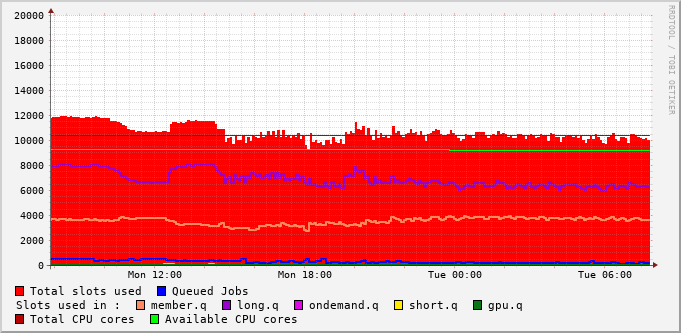 RRDTOOL / TOBI OETIKER
20000
18000
16000
14000
12000
10000
8000
6000
4000
2000
0
Mon 12:00 Mon 18:00 Tue 00:00 Tue 06:00
Total slots used Queued Jobs
Slots used in : member.q long.q ondemand.q short.q gpu.q
Total CPU cores Available CPU cores